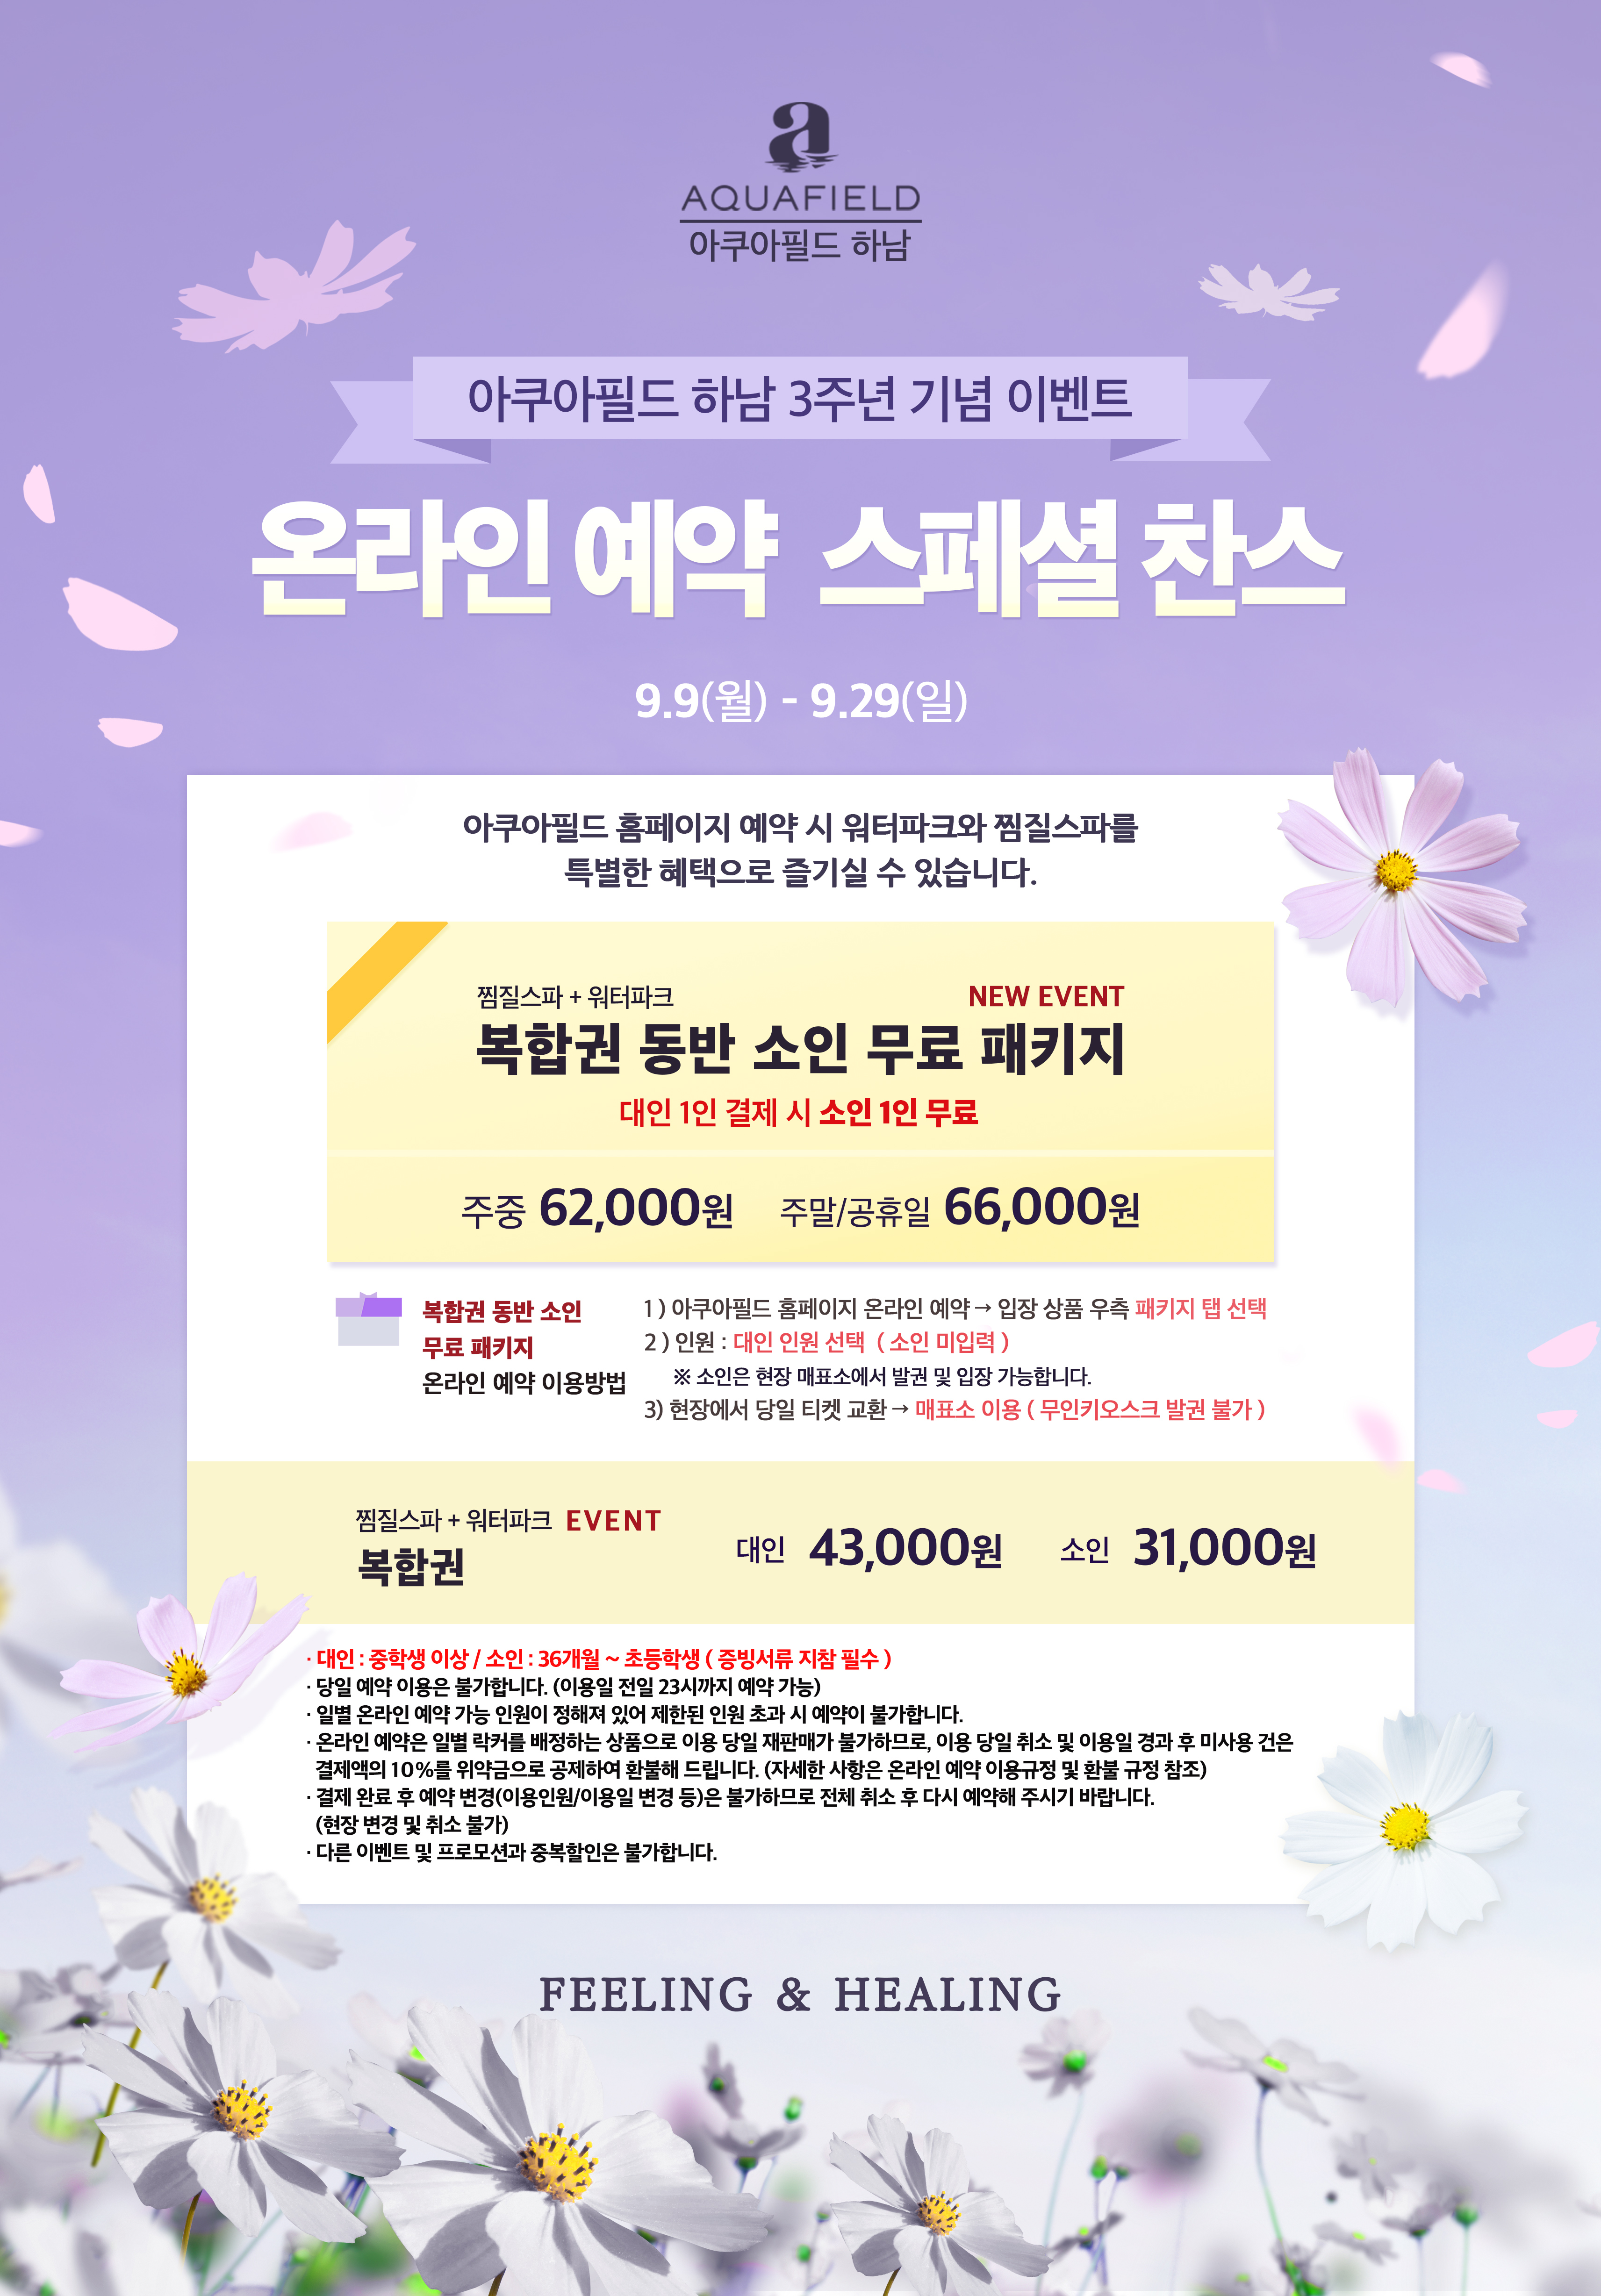 a
AQUAFIELD
아쿠아필드 하남
아쿠아필드 하남 3주년 기념 이벤트
온라인 예약 스페셜 찬스
9.9(월) - 9.29(일)
아쿠아필드 홈페이지 예약 시 워터파크와 찜질스파를
특별한 혜택으로 즐기실 수 있습니다.
찜질스파 + 워터파크 NEW EVENT
복합권 동반 소인 무료 패키지
대인 1인 결제 시 소인 1인 무료
주중 62,000원 주말/공휴일 66,000원
복합권 동반 소인
무료 패키지
온라인 예약 이용방법
1 ) 아쿠아필드 홈페이지 온라인 예약 → 입장 상품 우측 패키지 탭 선택
2 ) 인원 : 대인 인원 선택 ( 소인 미입력 )
※ 소인은 현장 매표소에서 발권 및 입장 가능합니다.
3) 현장에서 당일 티켓 교환 → 매표소 이용 ( 무인키오스크 발권 불가 )
찜질스파 + 워터파크 EVENT
복합권
대인 43,000원 소인 31,000원
· 대인 : 중학생 이상 / 소인 : 36개월 ~ 초등학생 ( 증빙서류 지참 필수 )
· 당일 예약 이용은 불가합니다. (이용일 전일 23시까지 예약 가능)
· 일별 온라인 예약 가능 인원이 정해져 있어 제한된 인원 초과 시 예약이 불가합니다.
· 온라인 예약은 일별 락커를 배정하는 상품으로 이용 당일 재판매가 불가하므로, 이용 당일 취소 및 이용일 경과 후 미사용 건은
결제액의 10%를 위약금으로 공제하여 환불해 드립니다. (자세한 사항은 온라인 예약 이용규정 및 환불 규정 참조)
· 결제 완료 후 예약 변경(이용인원/이용일 변경 등)은 불가하므로 전체 취소 후 다시 예약해 주시기 바랍니다.
(현장 변경 및 취소 불가)
· 다른 이벤트 및 프로모션과 중복할인은 불가합니다.
FEELING & HEALING